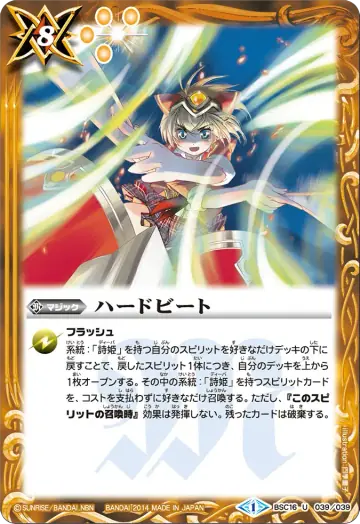 8
マジック ハードビート
フラッシュ
系統:「詩姫」を持つ自分のスピリットを好きなだけデッキの下に
戻すことで、戻したスピリット1体につき、自分のデッキを上から
1枚オープンする。その中の系統:「詩姫」を持つスピリットカード
を、コストを支払わずに好きなだけ召喚する。ただし、『このスピ
リットの召喚時』効果は発揮しない。残ったカードは破棄する。
©SUNRISE/BANDAI,NBN BANDAI 2014 MADE IN JAPAN
1 BSC16 U 039/039